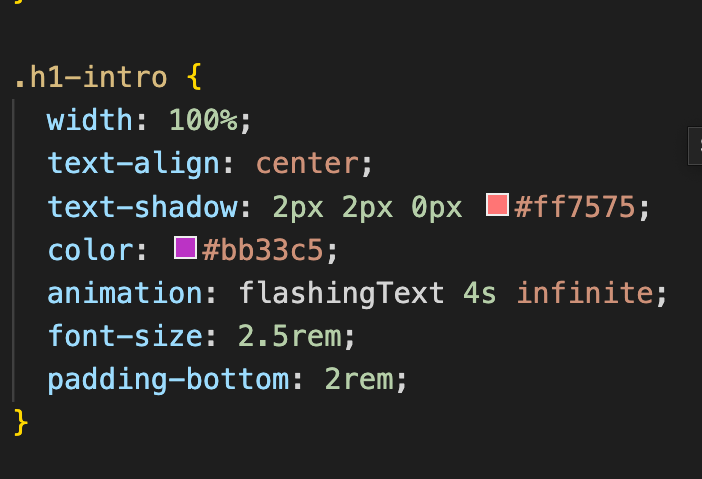 }
.h1-intro {
width: 100%;
text-align: center;
text-shadow: 2px 2px 0px #ff7575;
color: #bb33c5;
animation: flashingText 4s infinite;
font-size: 2.5rem;
padding-bottom: 2rem;
}